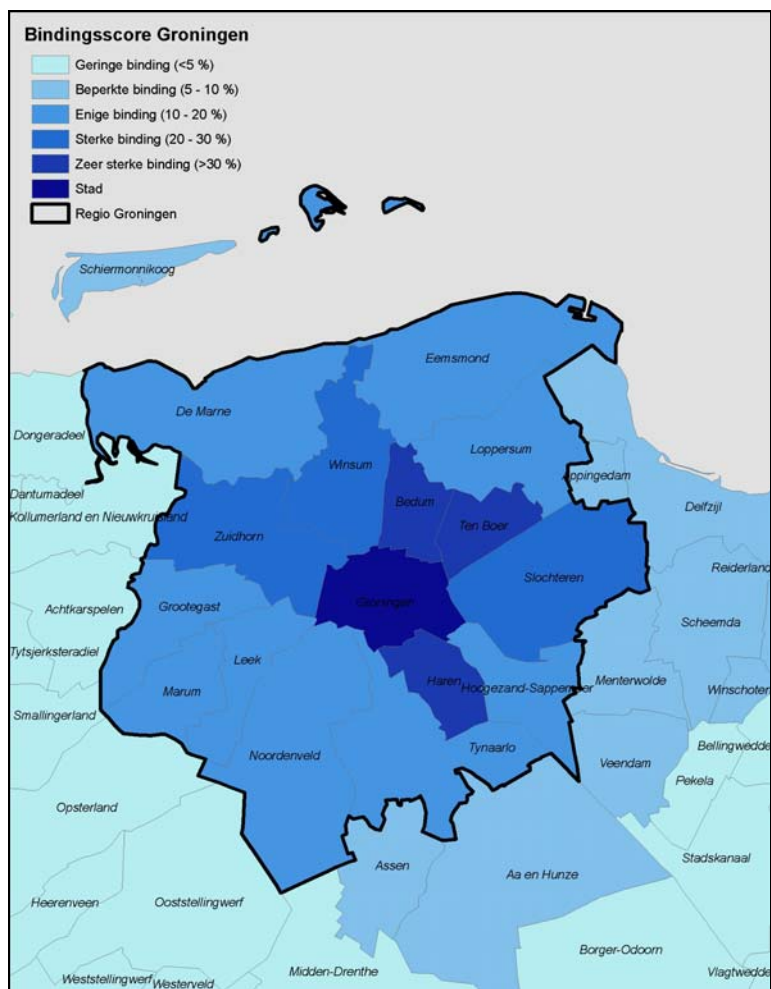 Bindingsscore Groningen
Geringe binding (<5 %)
Beperkte binding (5 - 10 %)
Enige binding (10 - 20 %)
Sterke binding (20 - 30 %)
Zeer sterke binding (>30 %)
Stad
Regio Groningen
Schiermonnikoog
Eemsmond
De Marne
Dongeradeel
Loppersum
Winsum
Appingedam
Dantumadeel
Bedum
Delfzijl
Kollumerland en Nieuwkruisland
Ten Boer
Zuidhorn
Reiderland
Slochteren
Achtkarspelen
Grootegast
Groningen
Scheemda
Tytsjerksteradiel
Leek
Haren
Menterwolde
Marum
Hoogezand-Sappemeer
Winschoten
Smallingerland
Noordenveld
Tynaarlo
Bellingwedde
Veendam
Pekela
Opsterland
Stadskanaal
Assen
Aa en Hunze
Heerenveen
Ooststellingwerf
Borger-Odoorn
Midden-Drenthe
Weststellingwerf
Westerveld
Vlagtwedde